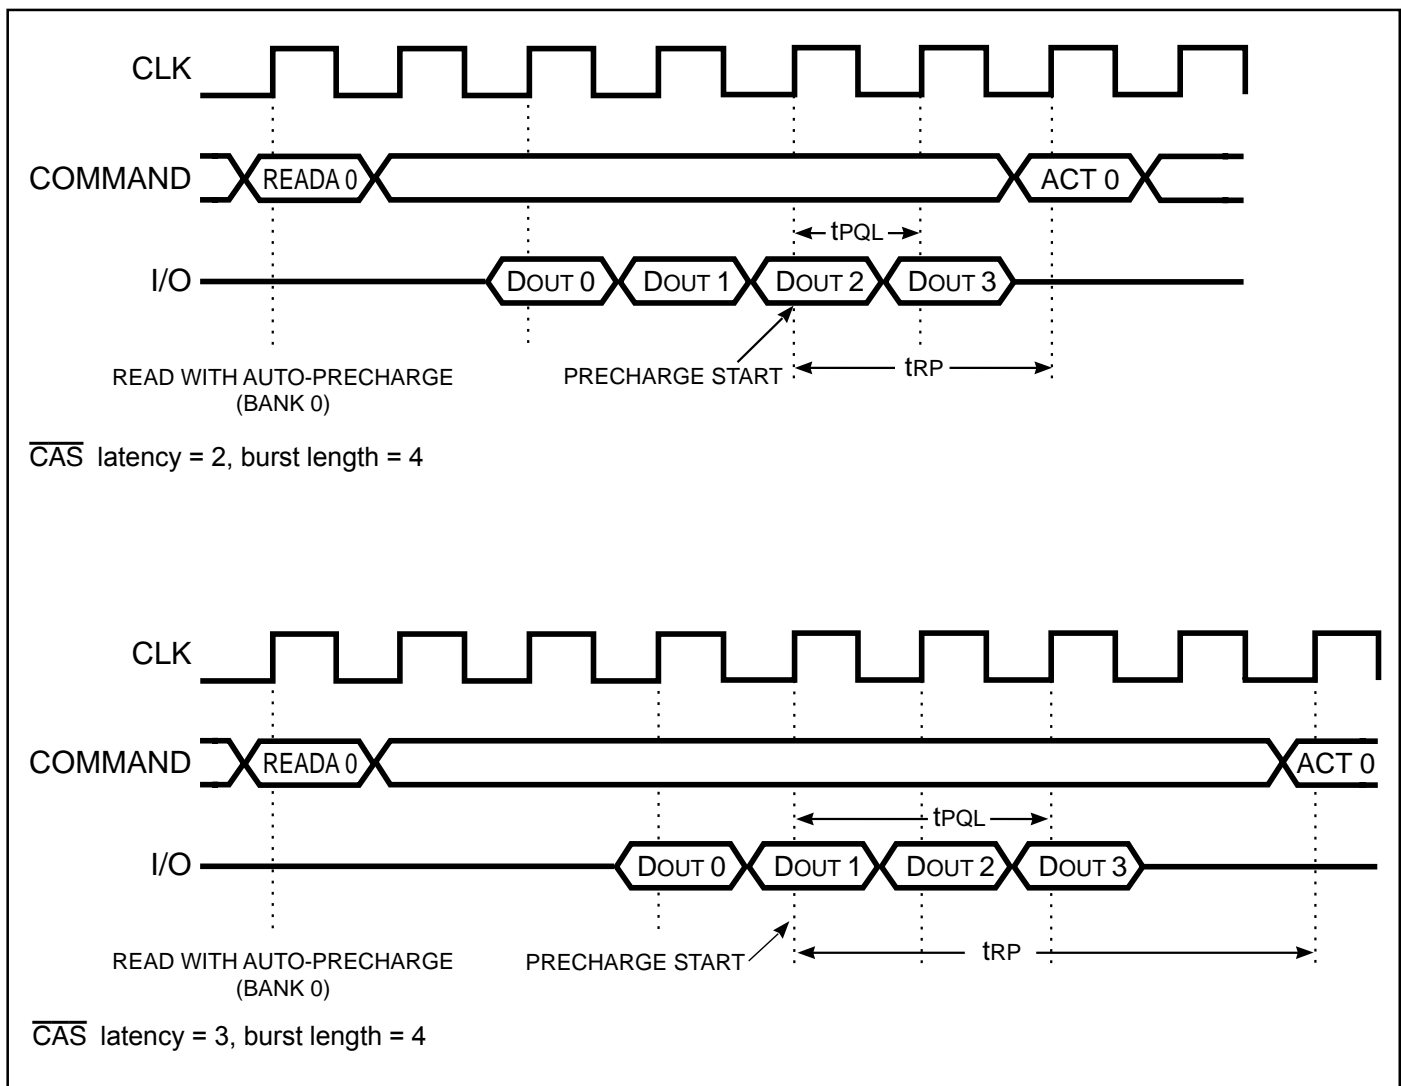 CLK
COMMAND READA 0 ACT 0
tPQL
I/O DOUT 0 DOUT 1 DOUT 2 DOUT 3
READ WITH AUTO-PRECHARGE
(BANK 0)
PRECHARGE START
tRP
CAS latency = 2, burst length = 4
CLK
COMMAND READA 0 ACT 0
tPQL
I/O DOUT 0 DOUT 1 DOUT 2 DOUT 3
READ WITH AUTO-PRECHARGE
(BANK 0)
PRECHARGE START
tRP
CAS latency = 3, burst length = 4